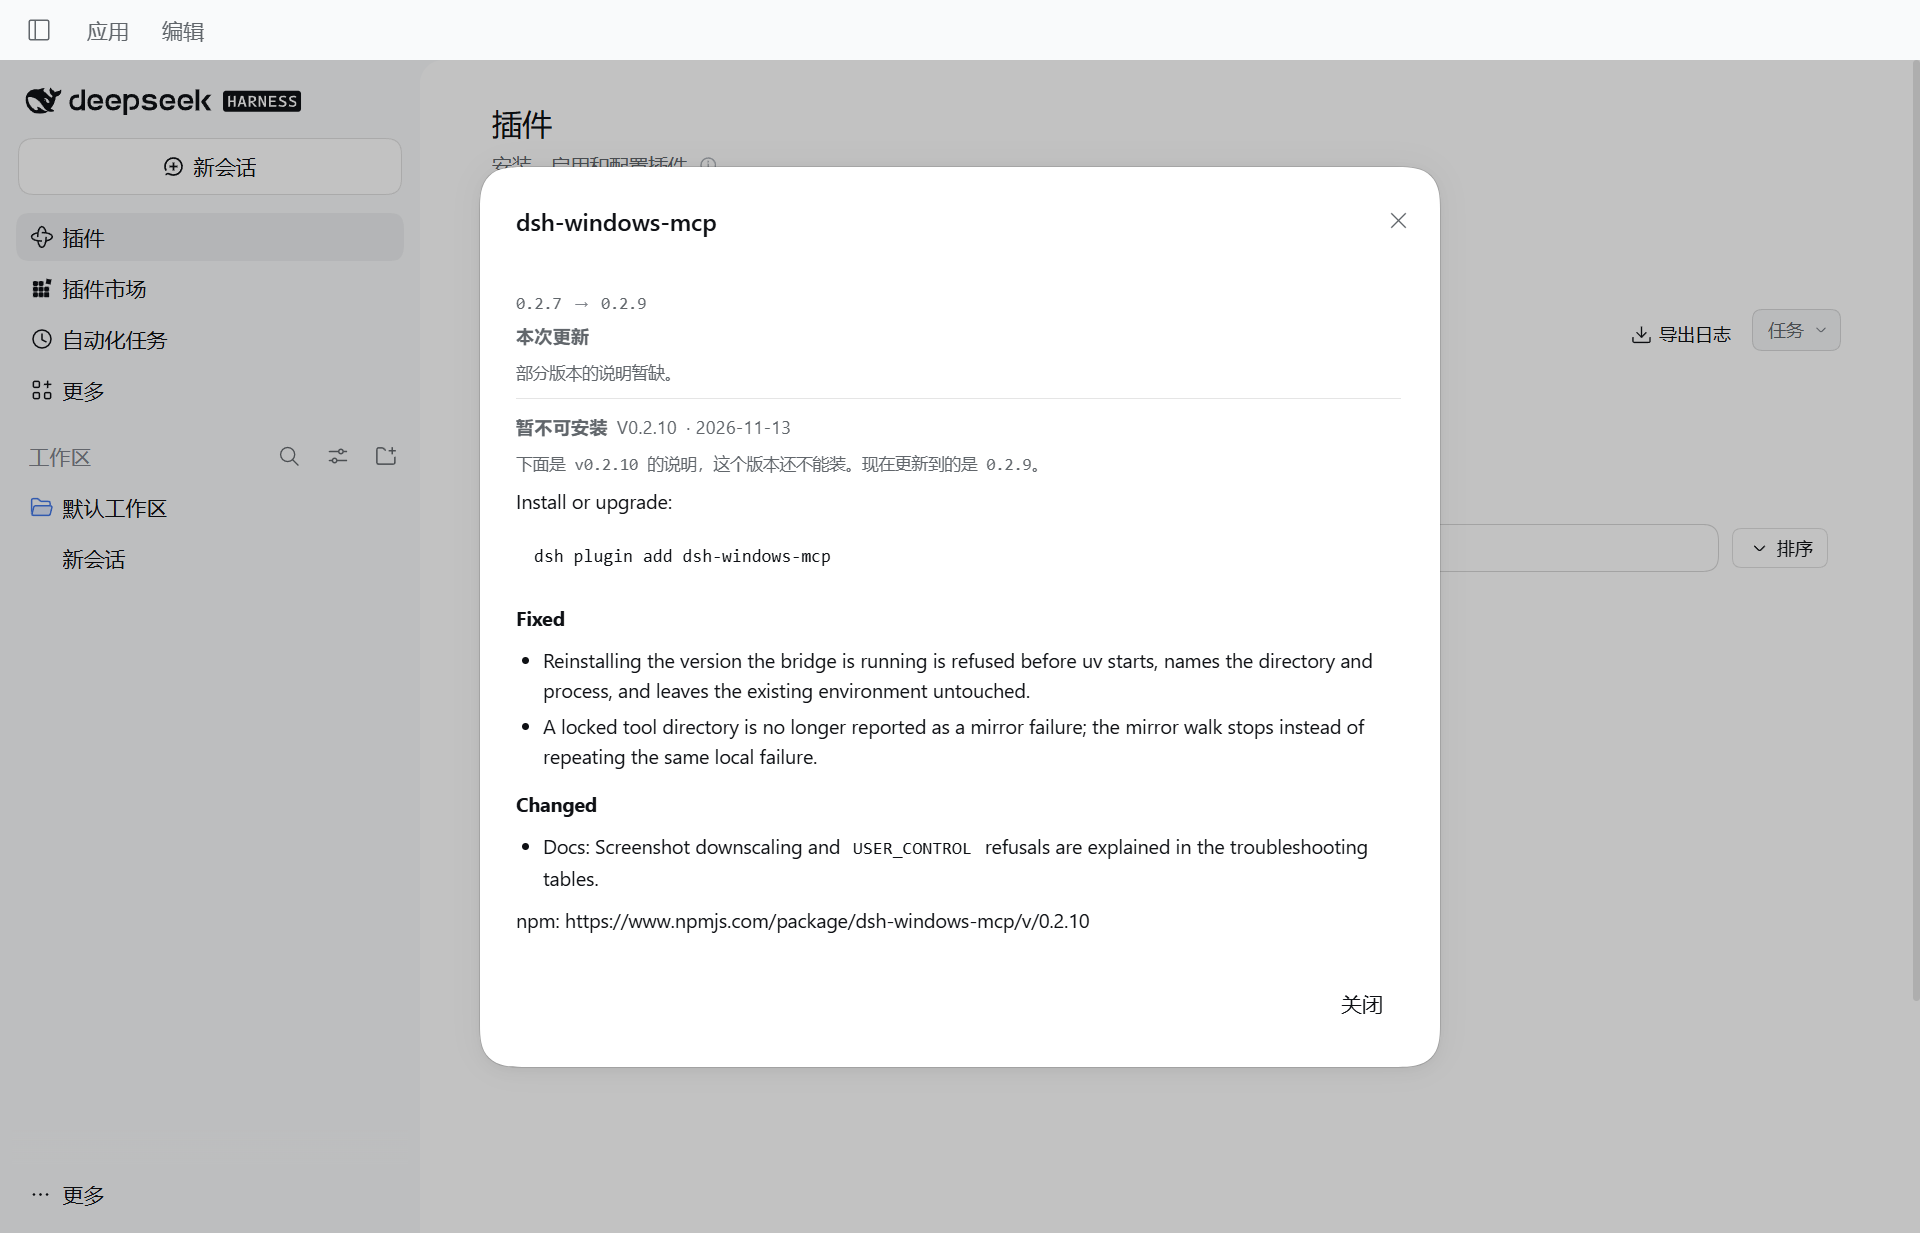 应用 编辑
deepseek HARNESS
新会话
插件
插件市场
自动化任务
更多
工作区
默认工作区
新会话
更多
插件
安装、启用和配置插件
导出日志
任务
排序
dsh-windows-mcp
0.2.7 → 0.2.9
本次更新
部分版本的说明暂缺。
暂不可安装 V0.2.10 · 2026-11-13
下面是 v0.2.10 的说明，这个版本还不能装。现在更新到的是 0.2.9。
Install or upgrade:
dsh plugin add dsh-windows-mcp
Fixed
• Reinstalling the version the bridge is running is refused before uv starts, names the directory and
process, and leaves the existing environment untouched.
• A locked tool directory is no longer reported as a mirror failure; the mirror walk stops instead of
repeating the same local failure.
Changed
• Docs: Screenshot downscaling and USER_CONTROL refusals are explained in the troubleshooting
tables.
npm: https://www.npmjs.com/package/dsh-windows-mcp/v/0.2.10
关闭